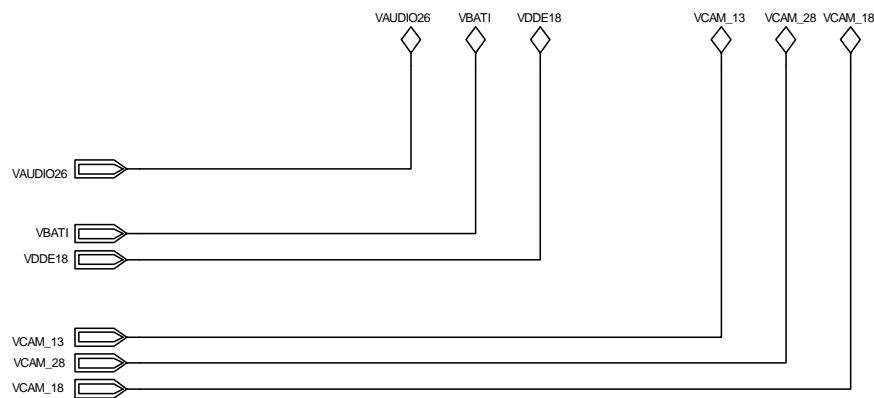 VAUDIO26 VBATI VDDE18 VCAM_13 VCAM_28 VCAM_18
VAUDIO26
VBATI
VDDE18
VCAM_13
VCAM_28
VCAM_18